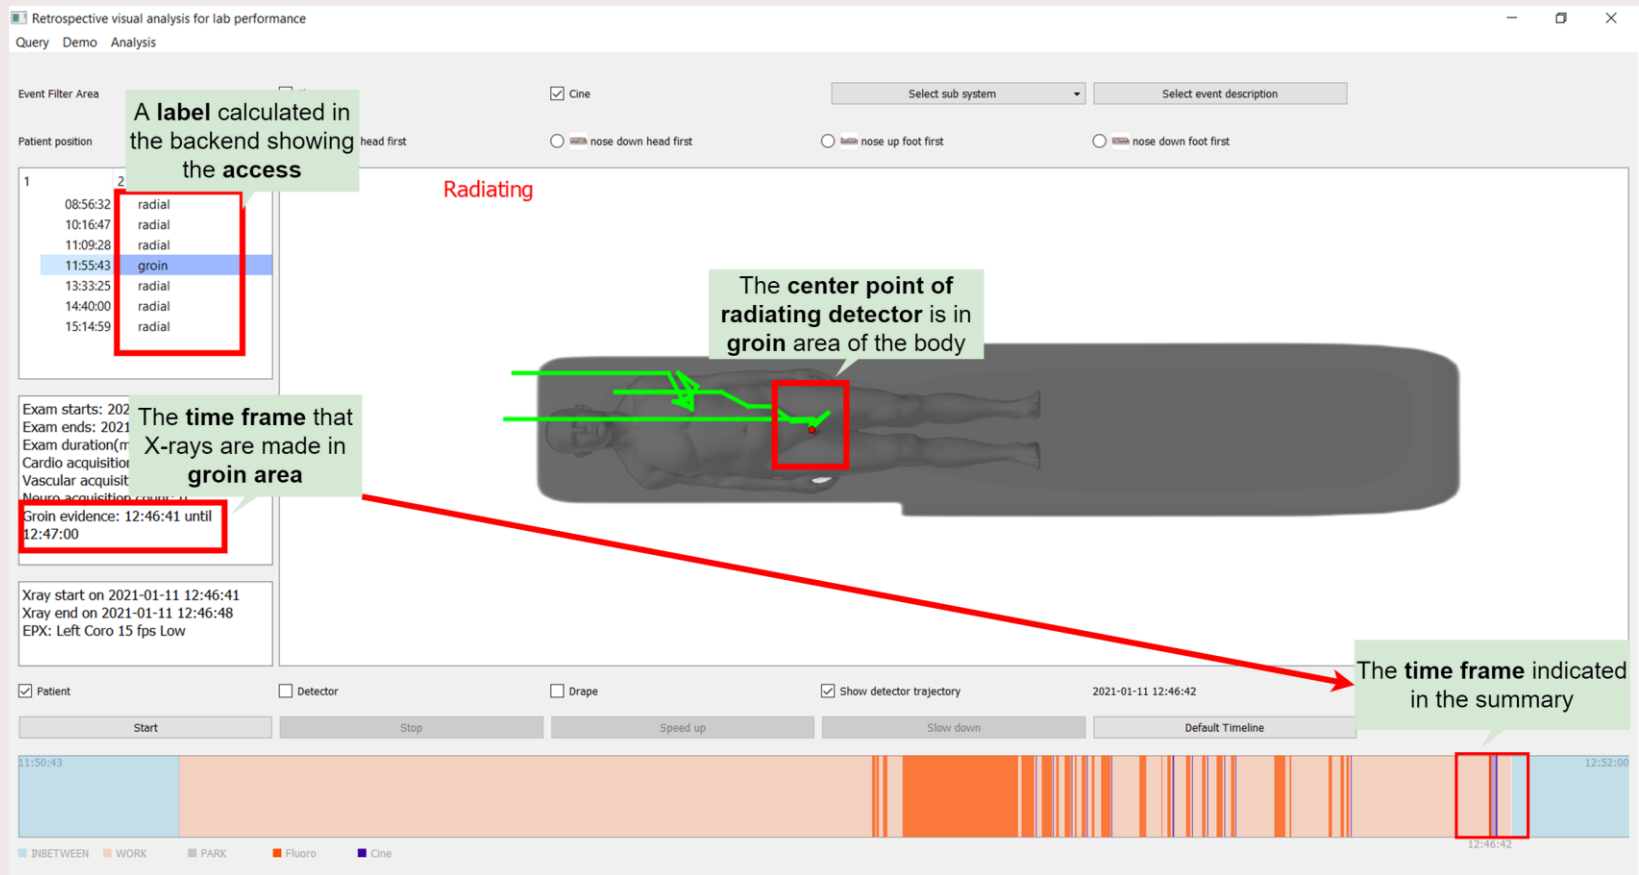 Retrospective visual analysis for lab performance
Query Demo Analysis
Event Filter Area
Cine
Select sub system
Select event description
A label calculated in
the backend showing
the access
Patient position
head first
nose down head first
nose up foot first
nose down foot first
1 2
08:56:32 radial
10:16:47 radial
11:09:28 radial
11:55:43 groin
13:33:25 radial
14:40:00 radial
15:14:59 radial
Radiating
The center point of
radiating detector is in
groin area of the body
Exam starts: 202
Exam ends: 2021
Exam duration(m
Cardio acquisition
Vascular acquisit
Neuro acquisition count: 0
Groin evidence: 12:46:41 until
12:47:00
The time frame that
X-rays are made in
groin area
Xray start on 2021-01-11 12:46:41
Xray end on 2021-01-11 12:46:48
EPX: Left Coro 15 fps Low
The time frame indicated
in the summary
Patient
Detector
Drape
Show detector trajectory
2021-01-11 12:46:42
Start
Stop
Speed up
Slow down
Default Timeline
11:50:43
12:52:00
12:46:42
INBETWEEN WORK PARK Fluoro Cine